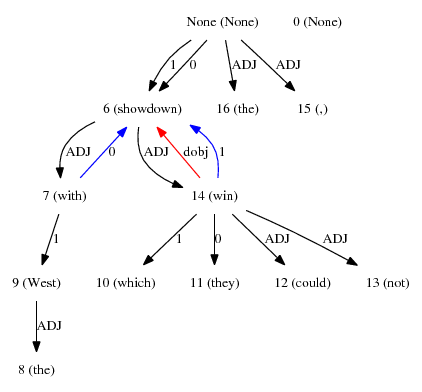 None (None) 0 (None)
1 0 ADJ ADJ
6 (showdown) 16 (the) 15 (,)
ADJ 0 ADJ dobj 1
7 (with) 14 (win)
1 1 0 ADJ ADJ
9 (West) 10 (which) 11 (they) 12 (could) 13 (not)
ADJ
8 (the)